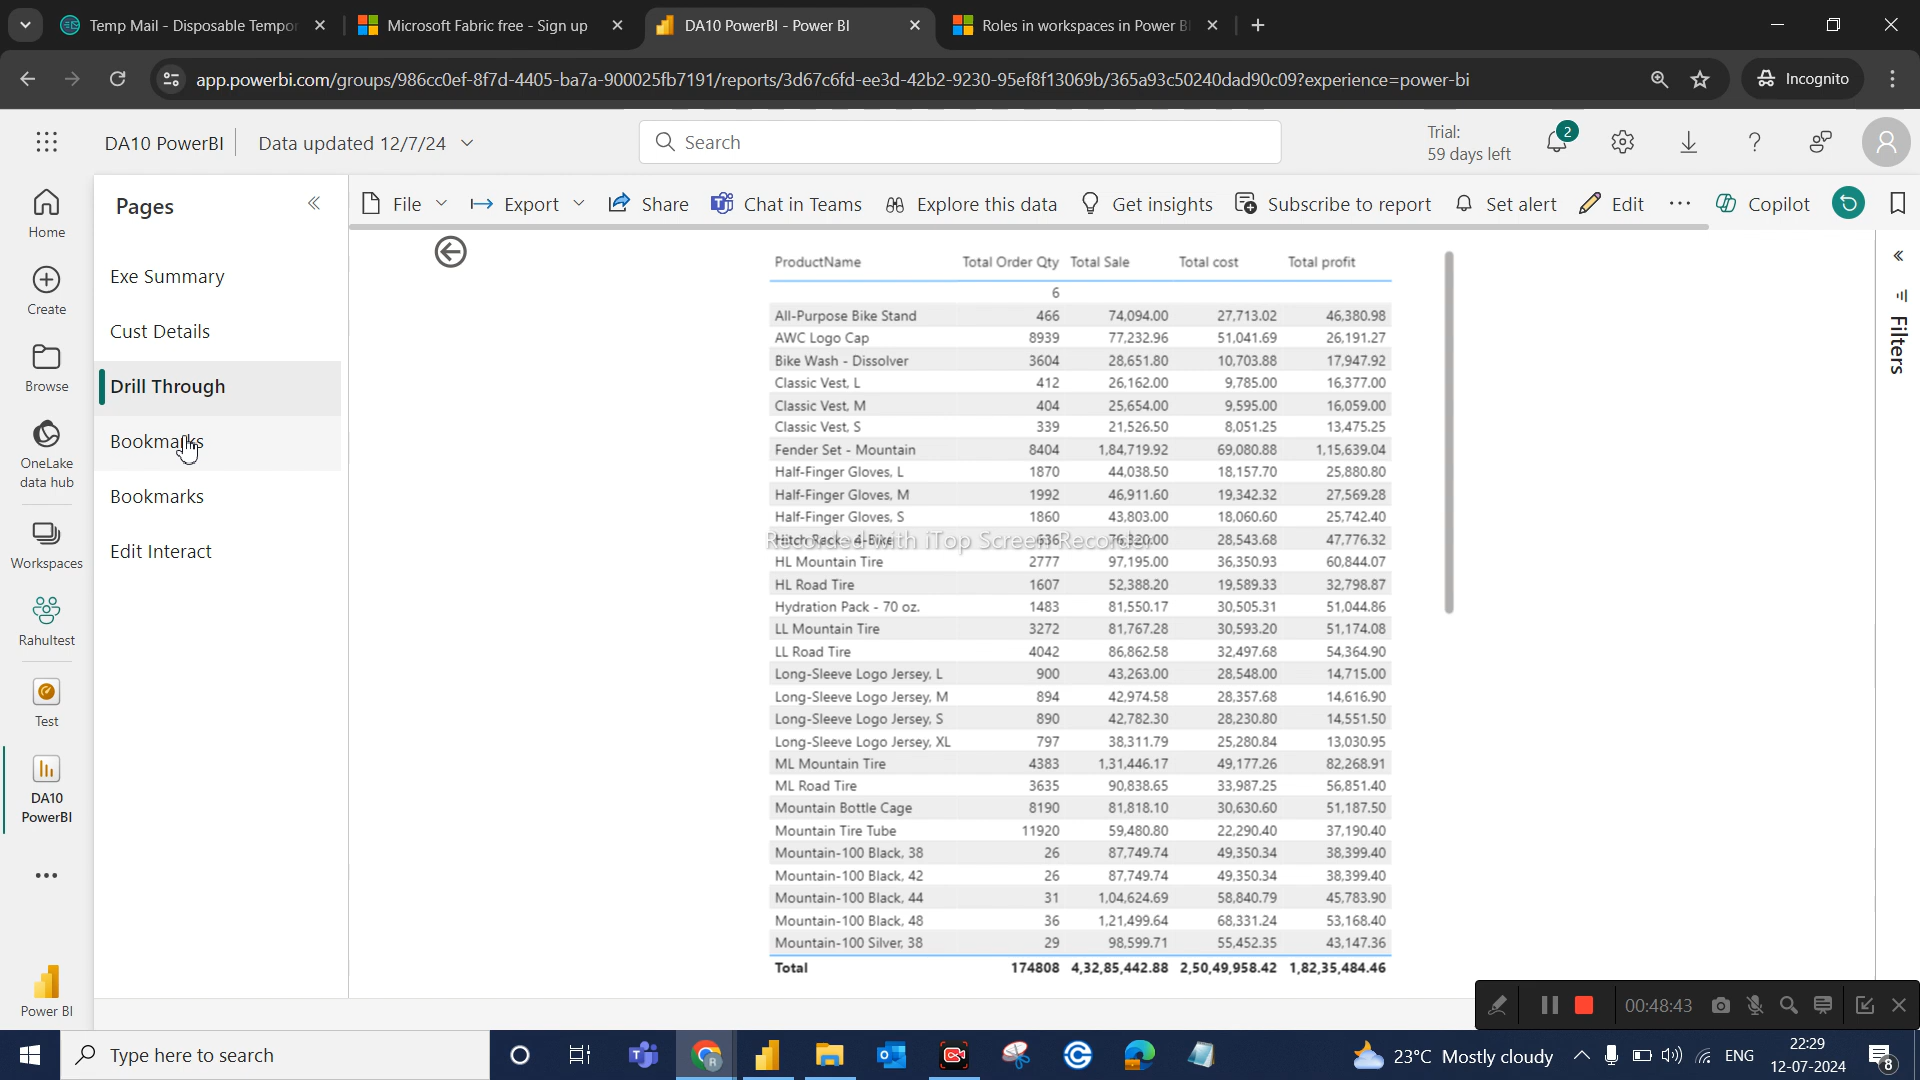 Temp Mail - Disposable Tempor
Microsoft Fabric free - Sign up
DA10 PowerBI - Power BI
Roles in workspaces in Power B
app.powerbi.com/groups/986cc0ef-8f7d-4405-ba7a-900025fb7191/reports/3d67c6fd-ee3d-42b2-9230-95ef8f13069b/365a93c50240dad90c09?experience=power-bi
Incognito
DA10 PowerBI
Data updated 12/7/24
Search
Trial:
59 days left
2
Home
Create
Browse
OneLake
data hub
Workspaces
Rahultest
Test
DA10
PowerBI
Power BI
Pages
Exe Summary
Cust Details
Drill Through
Bookmarks
Bookmarks
Edit Interact
File Export Share Chat in Teams Explore this data Get insights Subscribe to report Set alert Edit Copilot
Filters
ProductName Total Order Qty Total Sale Total cost Total profit
6
All-Purpose Bike Stand 466 74,094.00 27,713.02 46,380.98
AWC Logo Cap 8939 77,232.96 51,041.69 26,191.27
Bike Wash - Dissolver 3604 28,651.80 10,703.88 17,947.92
Classic Vest, L 412 26,162.00 9,785.00 16,377.00
Classic Vest, M 404 25,654.00 9,595.00 16,059.00
Classic Vest, S 339 21,526.50 8,051.25 13,475.25
Fender Set - Mountain 8404 1,84,719.92 69,080.88 1,15,639.04
Half-Finger Gloves, L 1870 44,038.50 18,157.70 25,880.80
Half-Finger Gloves, M 1992 46,911.60 19,342.32 27,569.28
Half-Finger Gloves, S 1860 43,803.00 18,060.60 25,742.40
Hitch Rack - 4-Bike 636 76,320.00 28,543.68 47,776.32
Recorded with iTop Screen Recorder
HL Mountain Tire 2777 97,195.00 36,350.93 60,844.07
HL Road Tire 1607 52,388.20 19,589.33 32,798.87
Hydration Pack - 70 oz. 1483 81,550.17 30,505.31 51,044.86
LL Mountain Tire 3272 81,767.28 30,593.20 51,174.08
LL Road Tire 4042 86,862.58 32,497.68 54,364.90
Long-Sleeve Logo Jersey, L 900 43,263.00 28,548.00 14,715.00
Long-Sleeve Logo Jersey, M 894 42,974.58 28,357.68 14,616.90
Long-Sleeve Logo Jersey, S 890 42,782.30 28,230.80 14,551.50
Long-Sleeve Logo Jersey, XL 797 38,311.79 25,280.84 13,030.95
ML Mountain Tire 4383 1,31,446.17 49,177.26 82,268.91
ML Road Tire 3635 90,838.65 33,987.25 56,851.40
Mountain Bottle Cage 8190 81,818.10 30,630.60 51,187.50
Mountain Tire Tube 11920 59,480.80 22,290.40 37,190.40
Mountain-100 Black, 38 26 87,749.74 49,350.34 38,399.40
Mountain-100 Black, 42 26 87,749.74 49,350.34 38,399.40
Mountain-100 Black, 44 31 1,04,624.69 58,840.79 45,783.90
Mountain-100 Black, 48 36 1,21,499.64 68,331.24 53,168.40
Mountain-100 Silver, 38 29 98,599.71 55,452.35 43,147.36
Total 174808 4,32,85,442.88 2,50,49,958.42 1,82,35,484.46
00:48:43
Type here to search
23°C Mostly cloudy
ENG
22:29
12-07-2024
8